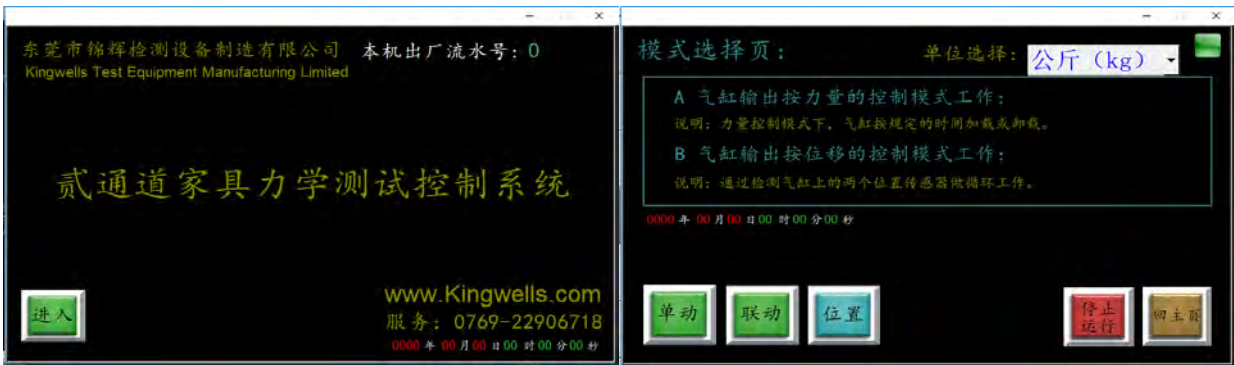 东莞市锦辉检测设备制造有限公司 本机出厂流水号: 0
Kingwells Test Equipment Manufacturing Limited
贰通道家具力学测试控制系统
进入
www.Kingwells.com
服务: 0769-22906718
0000 年 00 月 00 日 00 时 00 分 00 秒
模式选择页: 单位选择: 公斤 (kg)
A 气缸输出按力量的控制模式工作:
说明: 力量控制模式下, 气缸按规定的时间加载或卸载。
B 气缸输出按位移的控制模式工作:
说明: 通过检测气缸上的两个位置传感器做循环工作。
0000 年 00 月 00 日 00 时 00 分 00 秒
单动 联动 位置 停止运行 回主页